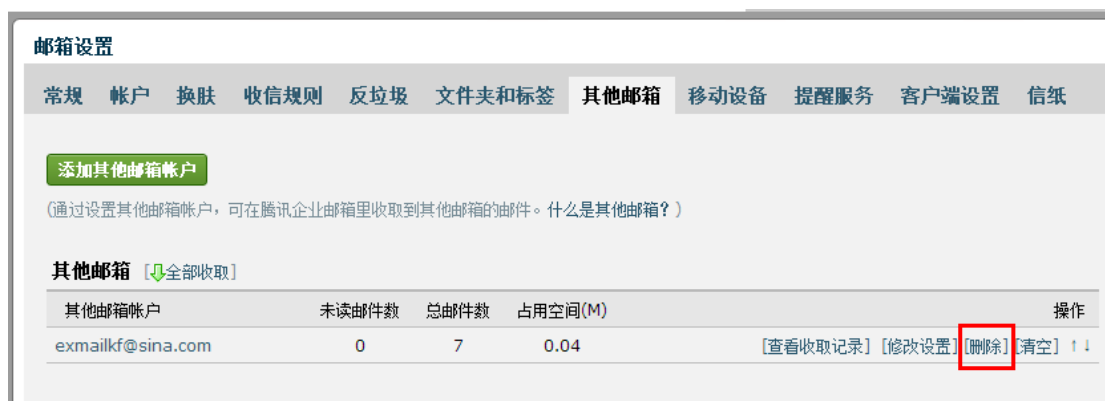 邮箱设置
常规 帐户 换肤 收信规则 反垃圾 文件夹和标签 其他邮箱 移动设备 提醒服务 客户端设置 信纸
添加其他邮箱帐户
(通过设置其他邮箱帐户，可在腾讯企业邮箱里收取到其他邮箱的邮件。什么是其他邮箱？)
其他邮箱 [全部收取]
其他邮箱帐户 未读邮件数 总邮件数 占用空间(M) 操作
exmailkf@sina.com 0 7 0.04 [查看收取记录] [修改设置] [删除] [清空] ↑↓